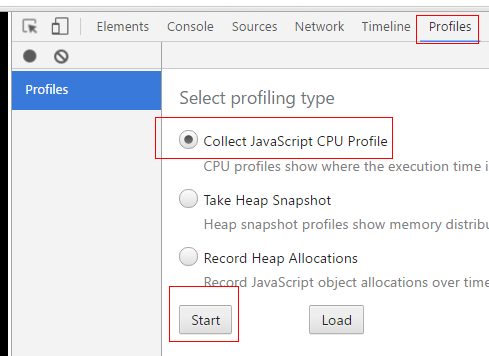 Elements Console Sources Network Timeline Profiles
Profiles
Select profiling type
Collect JavaScript CPU Profile
CPU profiles show where the execution time i
Take Heap Snapshot
Heap snapshot profiles show memory distribu
Record Heap Allocations
Record JavaScript object allocations over time
Start Load